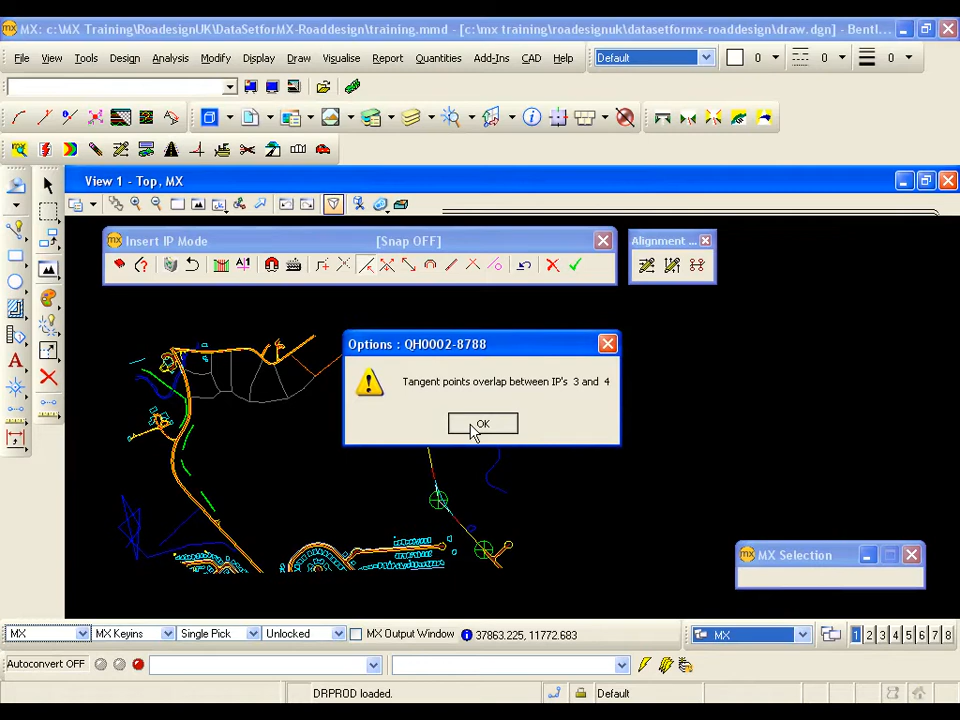 MX: c:\MX Training\RoadesignUK\DataSetforMX-Roaddesign\training.mmd - [c:\mx training\roadesignuk\datasetformx-roaddesign\draw.dgn] - Bentl...
File View Tools Design Analysis Modify Display Draw Visualise Report Quantities Add-Ins CAD Help Default 0 0 0
View 1 - Top, MX
Insert IP Mode [Snap OFF] Alignment ...
Options : QH0002-8788
Tangent points overlap between IP's 3 and 4
OK
MX Selection
MX MX Keyins Single Pick Unlocked MX Output Window 37863.225, 11772.683 MX 1 2 3 4 5 6 7 8
Autoconvert OFF
DRPROD loaded. Default